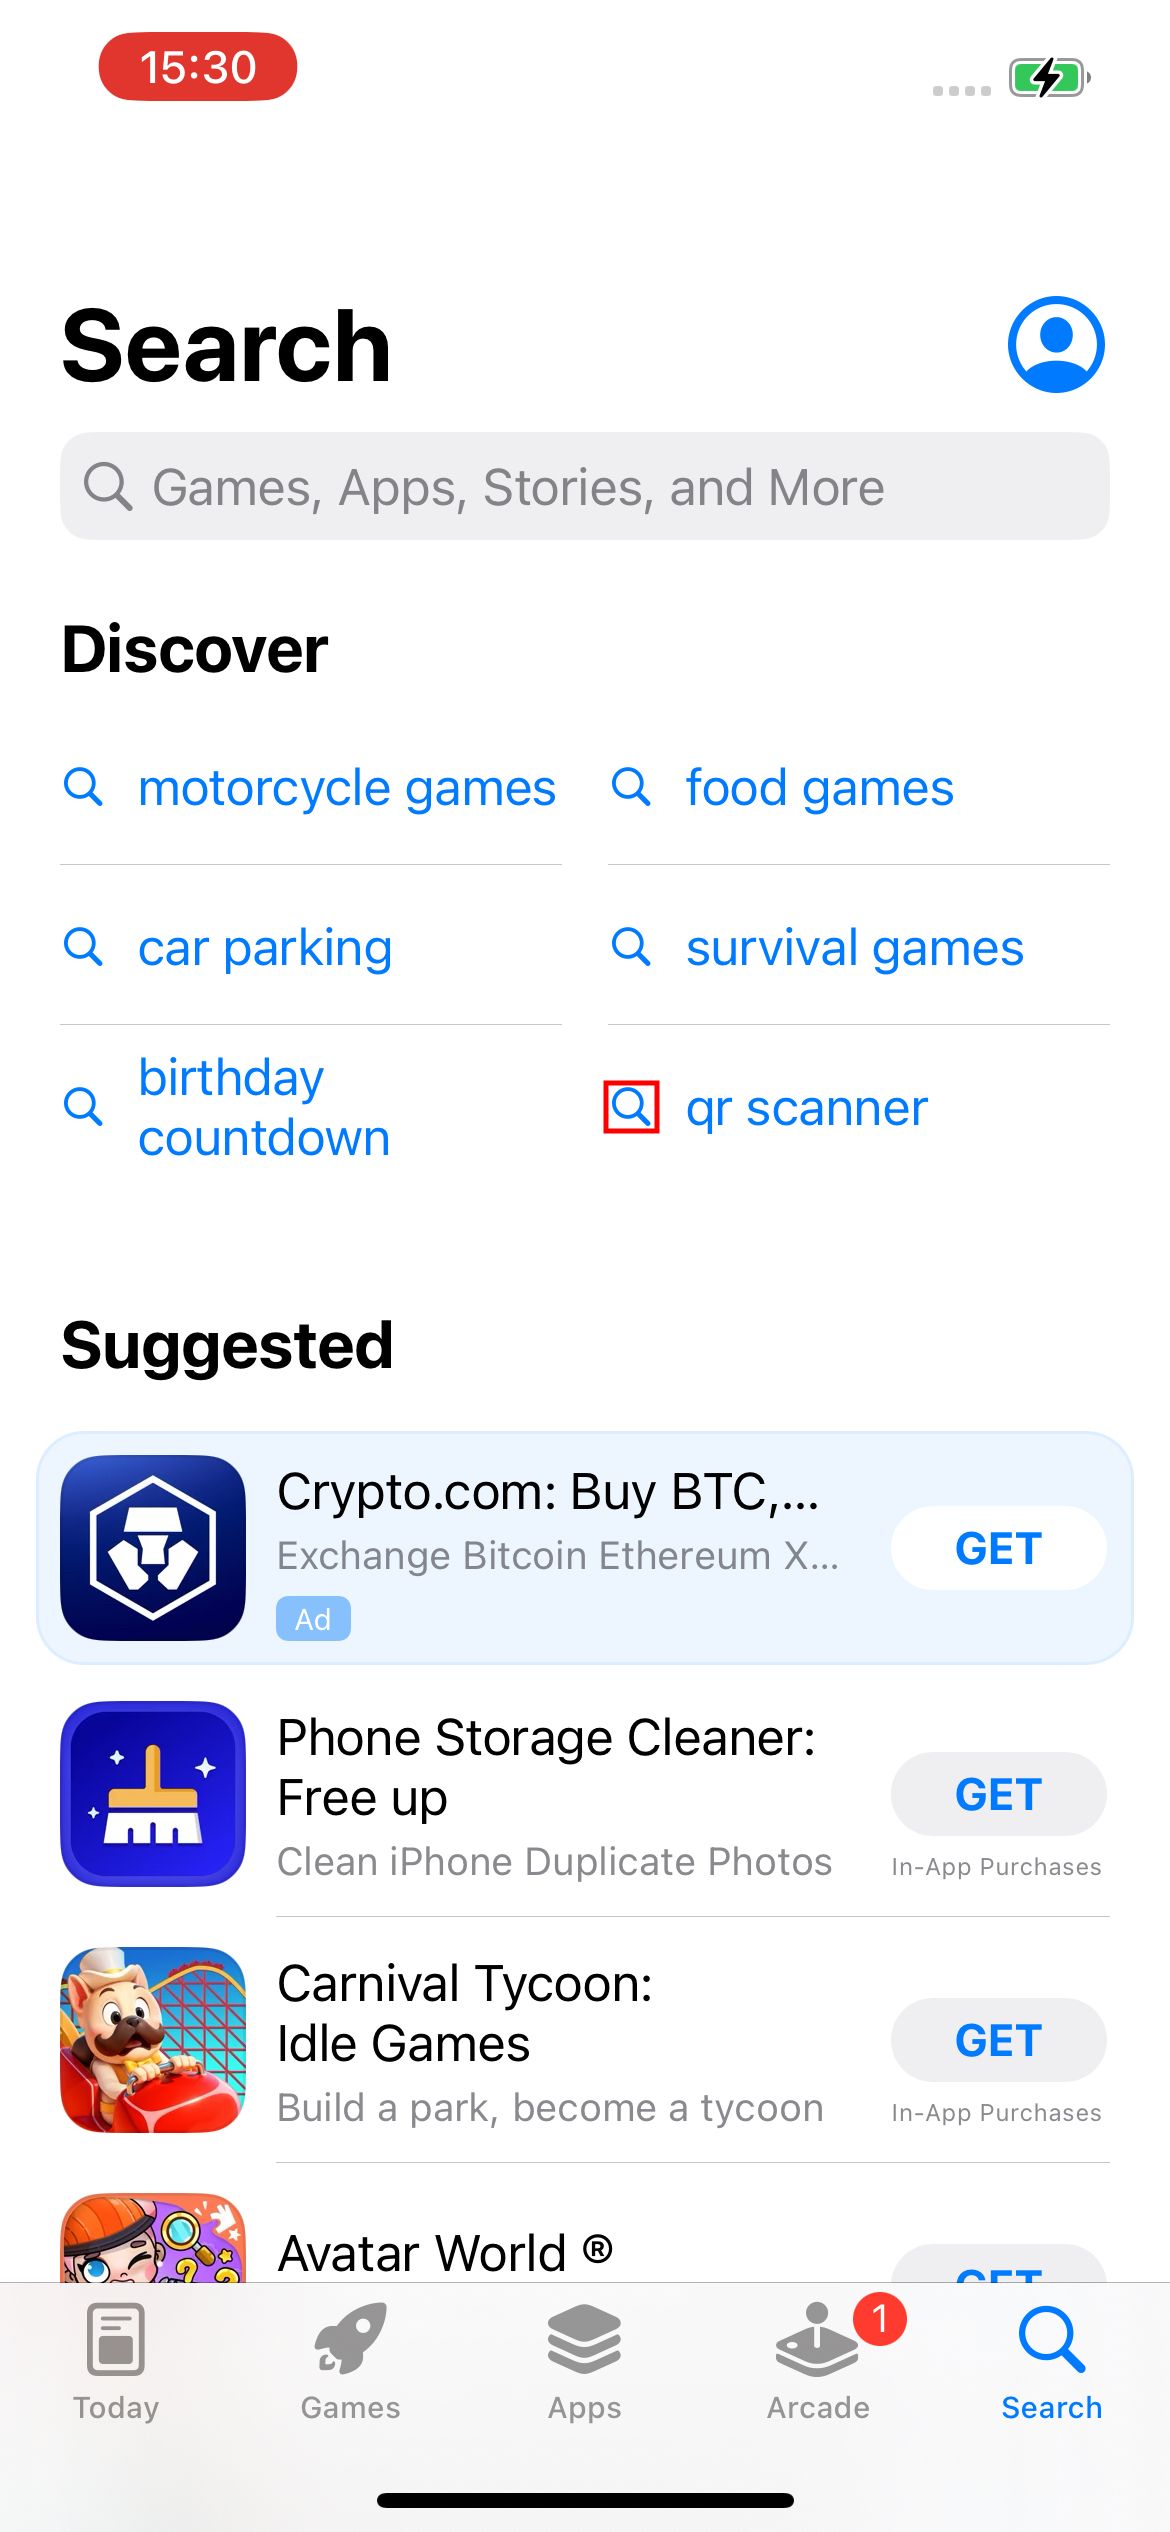 15:30
Search
Games, Apps, Stories, and More
Discover
motorcycle games
food games
car parking
survival games
birthday
countdown
qr scanner
Suggested
Crypto.com: Buy BTC,...
Exchange Bitcoin Ethereum X...
Ad
GET
Phone Storage Cleaner:
Free up
Clean iPhone Duplicate Photos
GET
In-App Purchases
Carnival Tycoon:
Idle Games
Build a park, become a tycoon
GET
In-App Purchases
Avatar World ®
GET
Today
Games
Apps
Arcade
1
Search